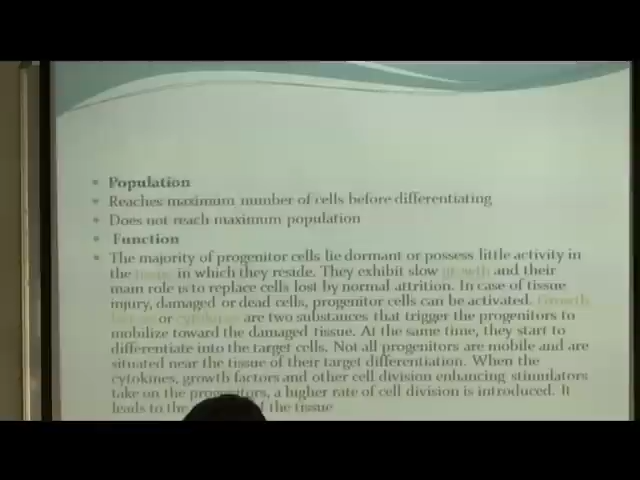 Population
Reaches maximum number of cells before differentiating
Does not reach maximum population
Function
The majority of progenitor cells lie dormant or possess little activity in
the tissue in which they reside. They exhibit slow growth and their
main role is to replace cells lost by normal attrition. In case of tissue
injury, damaged or dead cells, progenitor cells can be activated. Growth
factors or cytokines are two substances that trigger the progenitors to
mobilize toward the damaged tissue. At the same time, they start to
differentiate into the target cells. Not all progenitors are mobile and are
situated near the tissue of their target differentiation. When the
cytokines, growth factors and other cell division enhancing stimulators
take on the progenitors, a higher rate of cell division is introduced. It
leads to the of the tissue